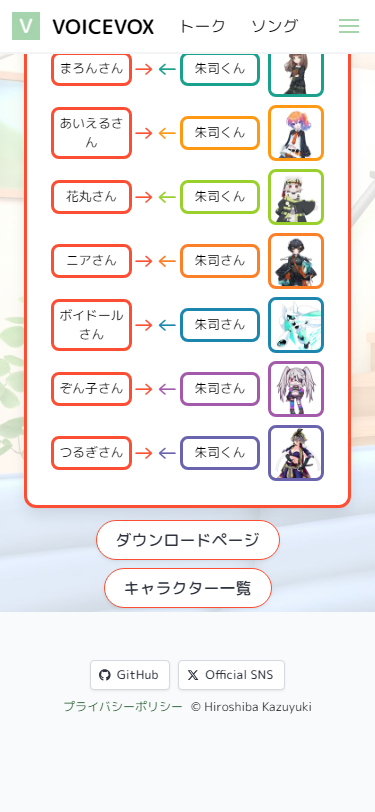 V VOICEVOX トーク ソング
まろんさん 朱司くん
あいえるさ
ん
朱司くん
花丸さん 朱司くん
ニアさん 朱司さん
ボイドール
さん
朱司さん
ぞん子さん 朱司さん
つるぎさん 朱司くん
ダウンロードページ
キャラクター一覧
GitHub Official SNS
プライバシーポリシー © Hiroshiba Kazuyuki